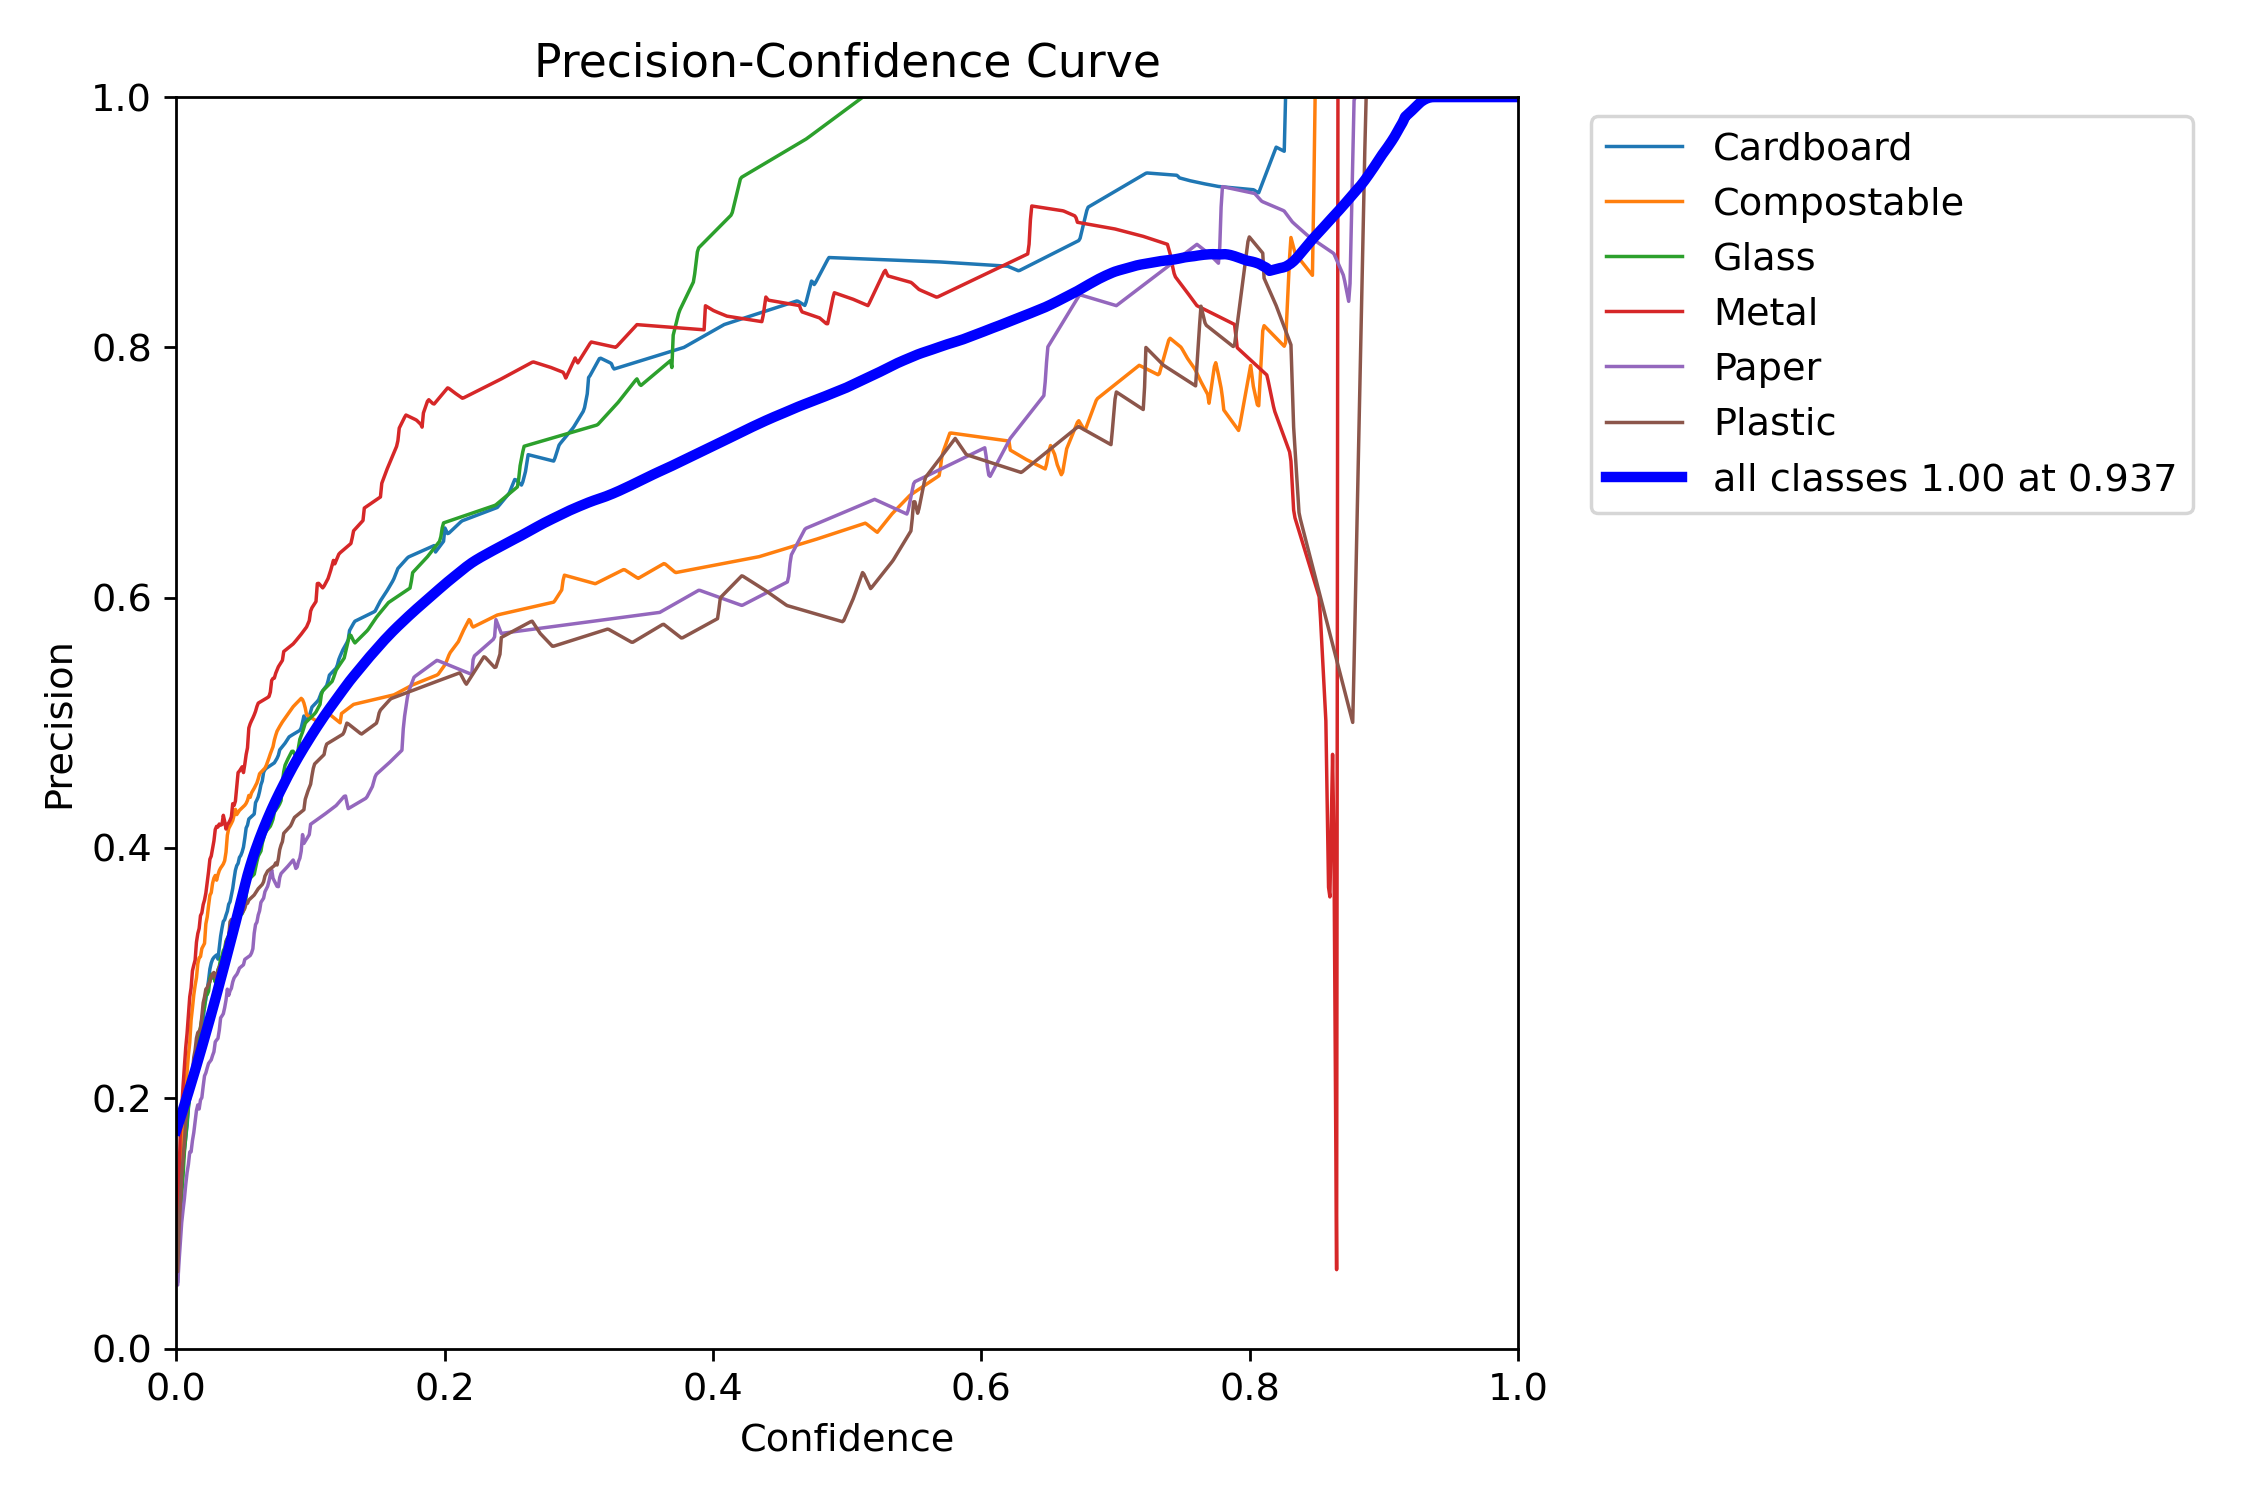 Precision-Confidence Curve
1.0
0.8
0.6
0.4
0.2
0.0
Precision
0.0 0.2 0.4 0.6 0.8 1.0
Confidence
Cardboard
Compostable
Glass
Metal
Paper
Plastic
all classes 1.00 at 0.937